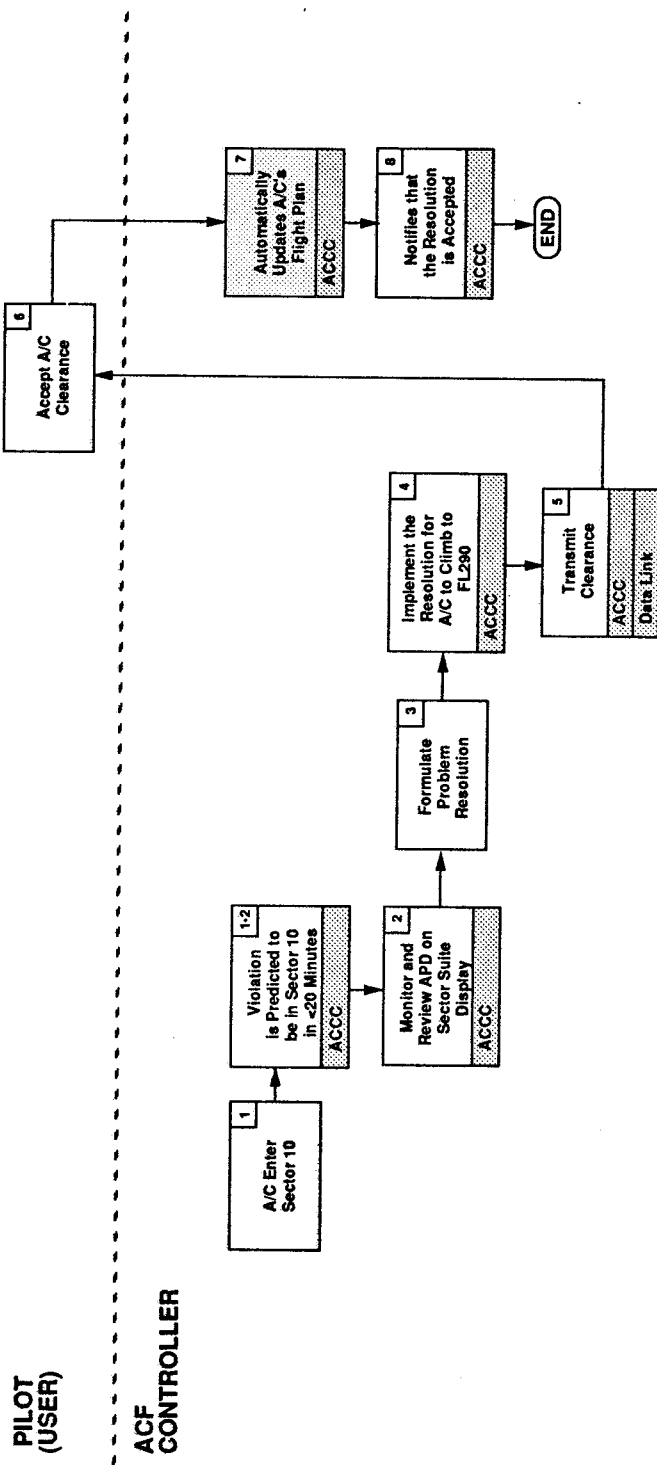 PILOT
(USER)
6
Accept A/C
Clearance
ACF
CONTROLLER
1
A/C Enter
Sector 10
1-2
Violation
is Predicted to
be in Sector 10
in <20 Minutes
ACCC
2
Monitor and
Review APD on
Sector Suite
Display
ACCC
3
Formulate
Problem
Resolution
4
Implement the
Resolution for
A/C to Climb to
FL290
ACCC
5
Transmit
Clearance
ACCC
Data Link
7
Automatically
Updates A/C's
Flight Plan
ACCC
8
Notifies that
the Resolution
is Accepted
ACCC
END